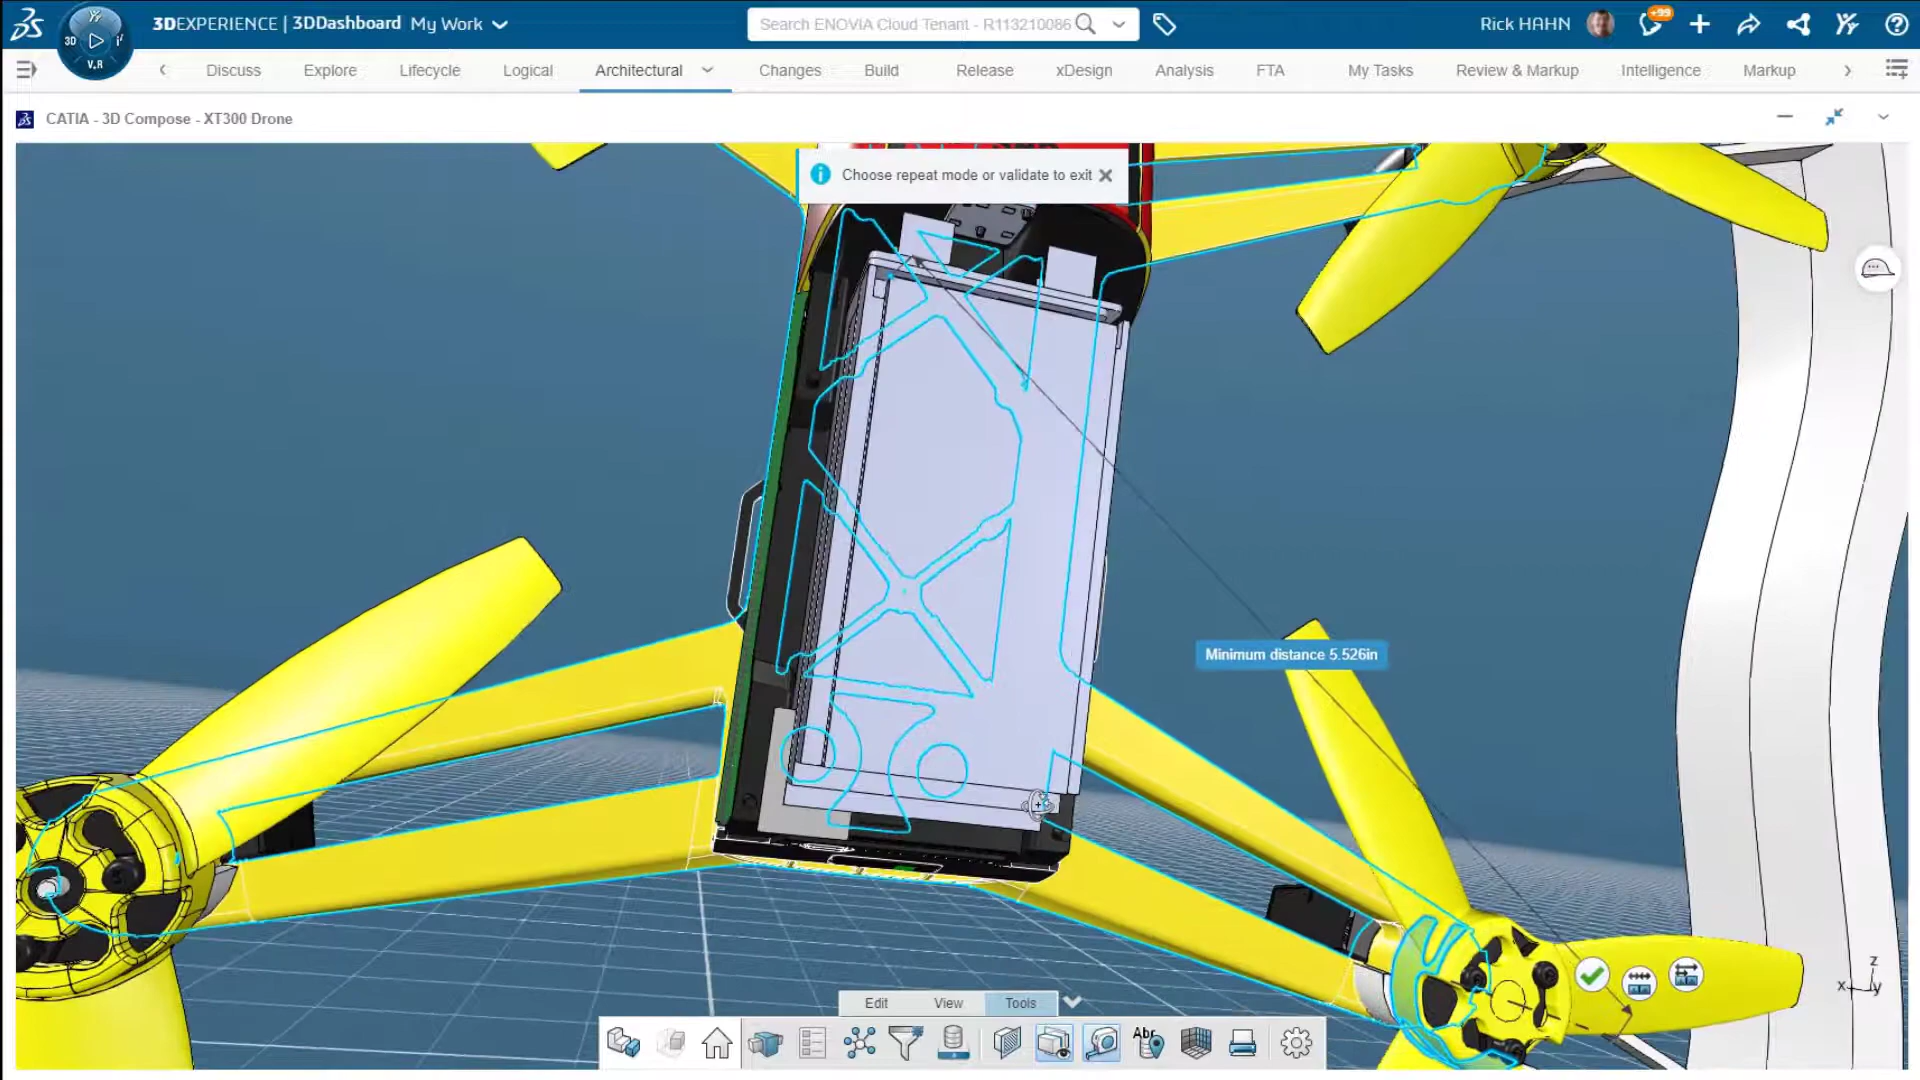 3DEXPERIENCE | 3DDashboard My Work
Search ENOVIA Cloud Tenant - R113210086
+99
Rick HAHN
3D
V.R
Discuss
Explore
Lifecycle
Logical
Architectural
Changes
Build
Release
xDesign
Analysis
FTA
My Tasks
Review & Markup
Intelligence
Markup
CATIA - 3D Compose - XT300 Drone
Choose repeat mode or validate to exit
Minimum distance 5.526in
z
x
y
Edit
View
Tools
Abc